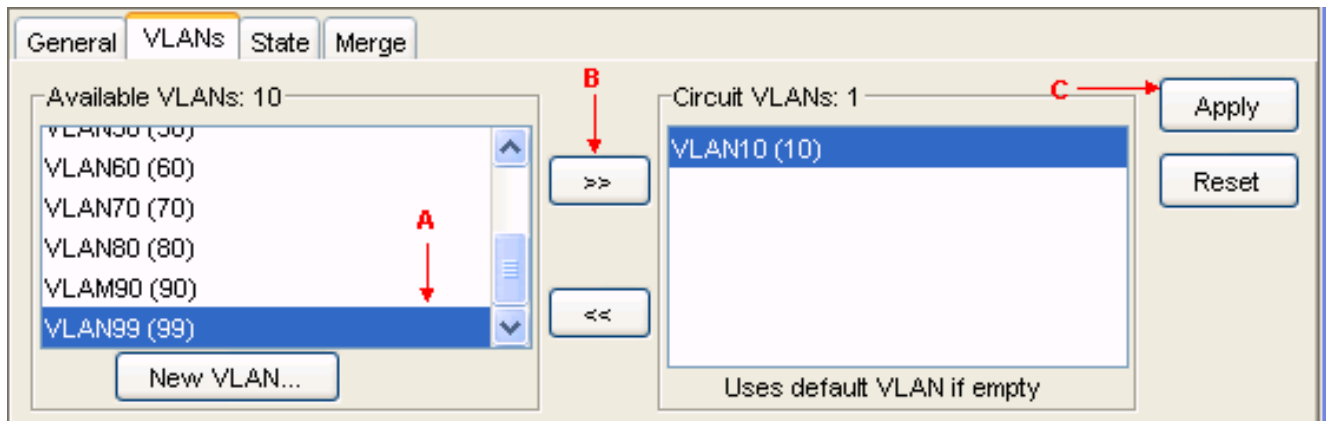 General VLANs State Merge
Available VLANs: 10
B
Circuit VLANs: 1
C
Apply
VLAN60 (60)
VLAN70 (70)
VLAN80 (80)
VLAM90 (90)
VLAN99 (99)
A
New VLAN...
>>
<<
VLAN10 (10)
Uses default VLAN if empty
Reset